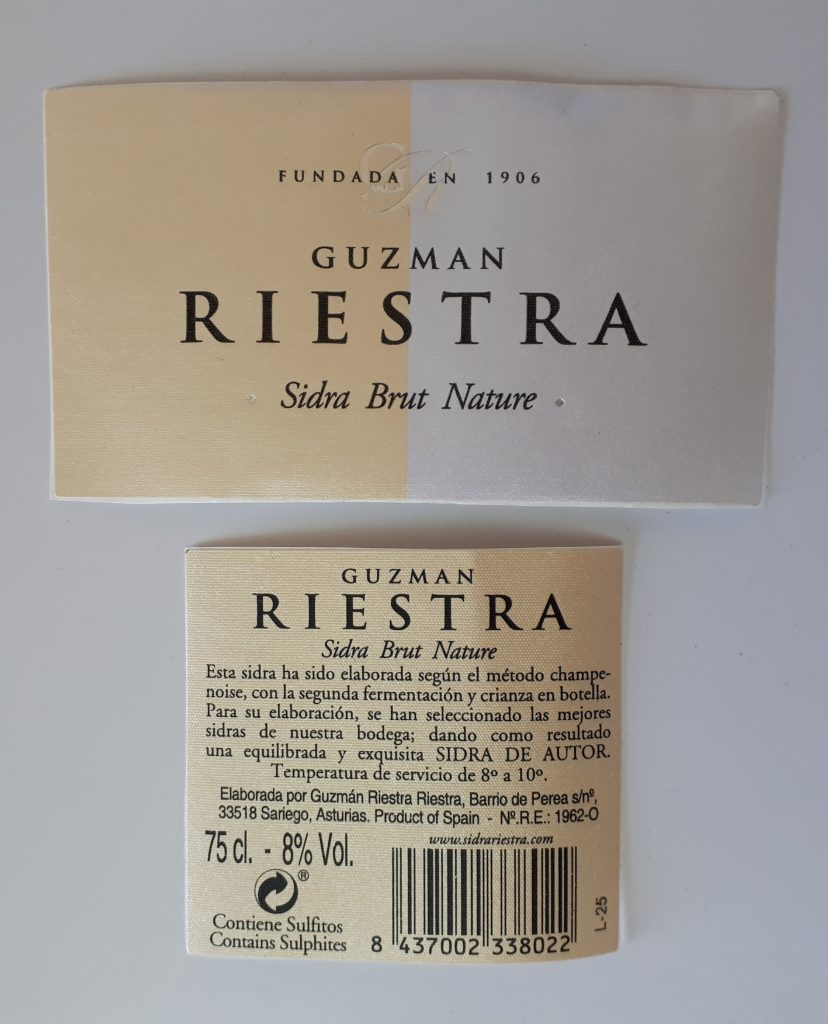 FUNDADA EN 1906
R
GUZMAN
RIESTRA
Sidra Brut Nature
GUZMAN
RIESTRA
Sidra Brut Nature
Esta sidra ha sido elaborada según el método champe-
noise, con la segunda fermentación y crianza en botella.
Para su elaboración, se han seleccionado las mejores
sidras de nuestra bodega; dando como resultado
una equilibrada y exquisita SIDRA DE AUTOR.
Temperatura de servicio de 8º a 10º.
Elaborada por Guzmán Riestra Riestra, Barrio de Perea s/nº,
33518 Sariego, Asturias. Product of Spain - Nº.R.E.: 1962-O
75 cl. - 8% Vol.
www.sidrariestra.com
®
Contiene Sulfitos
Contains Sulphites
8 437002 338022
L-25